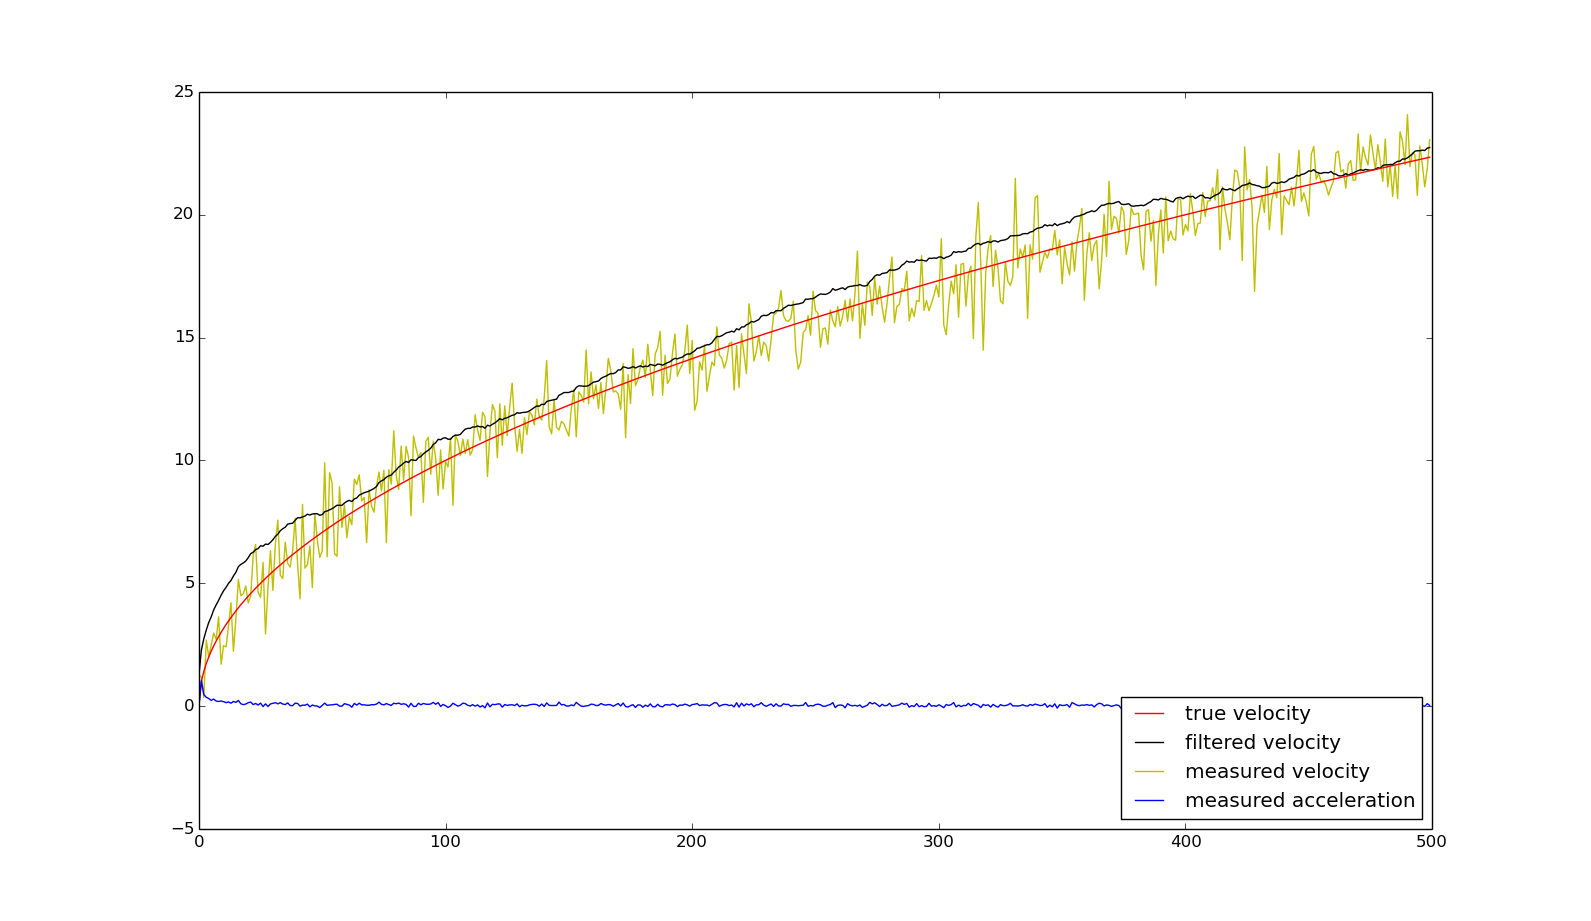 25
20
15
10
5
0
−5
0 100 200 300 400 500
true velocity
filtered velocity
measured velocity
measured acceleration